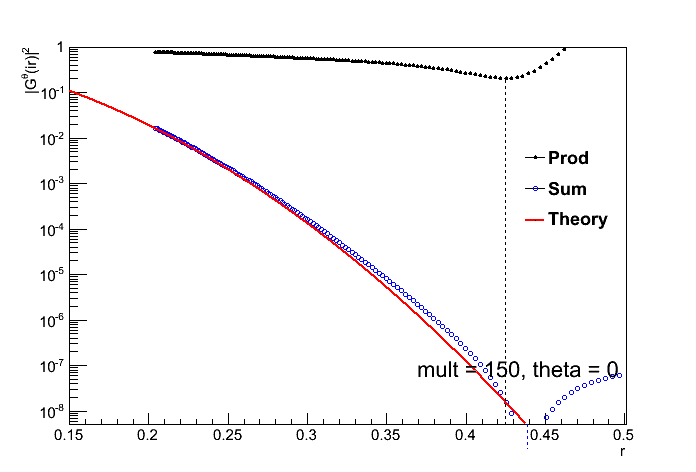 |G^θ(ir)|²
1
10⁻¹
10⁻²
10⁻³
10⁻⁴
10⁻⁵
10⁻⁶
10⁻⁷
10⁻⁸
Prod
Sum
Theory
mult = 150, theta = 0
0.15 0.2 0.25 0.3 0.35 0.4 0.45 0.5
r